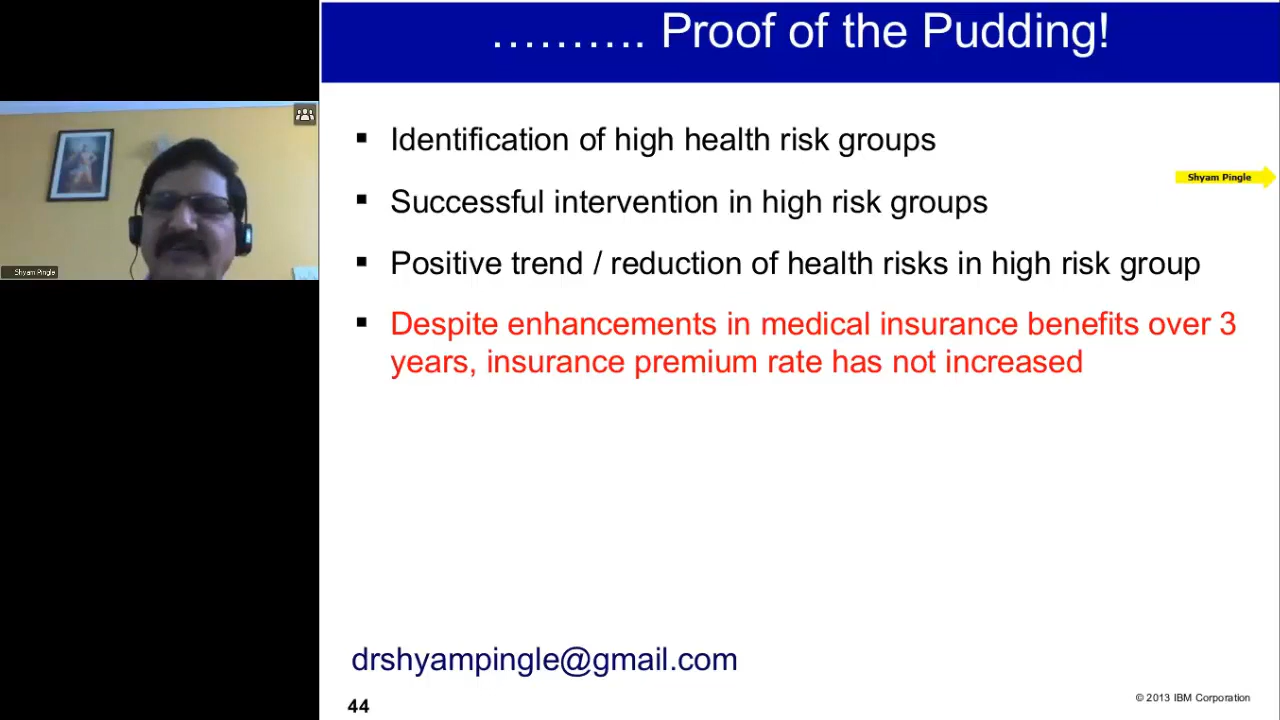 .......... Proof of the Pudding!
▪ Identification of high health risk groups
Shyam Pingle
▪ Successful intervention in high risk groups
▪ Positive trend / reduction of health risks in high risk group
Shyam Pingle
▪ Despite enhancements in medical insurance benefits over 3
years, insurance premium rate has not increased
drshyampingle@gmail.com
44
© 2013 IBM Corporation